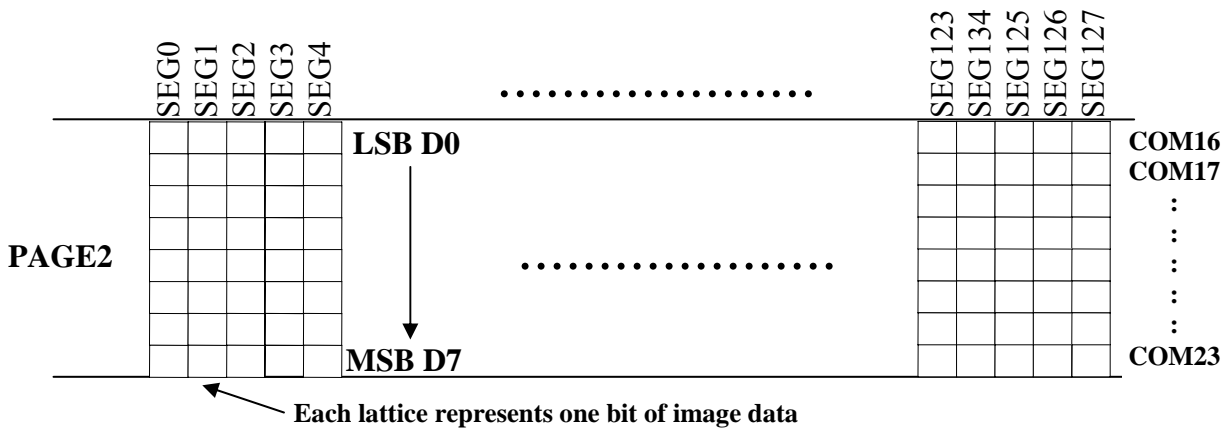 SEG0 SEG1 SEG2 SEG3 SEG4 .................... SEG123 SEG134 SEG125 SEG126 SEG127
LSB D0
COM16
COM17
:
:
PAGE2
....................
:
:
:
MSB D7
COM23
Each lattice represents one bit of image data